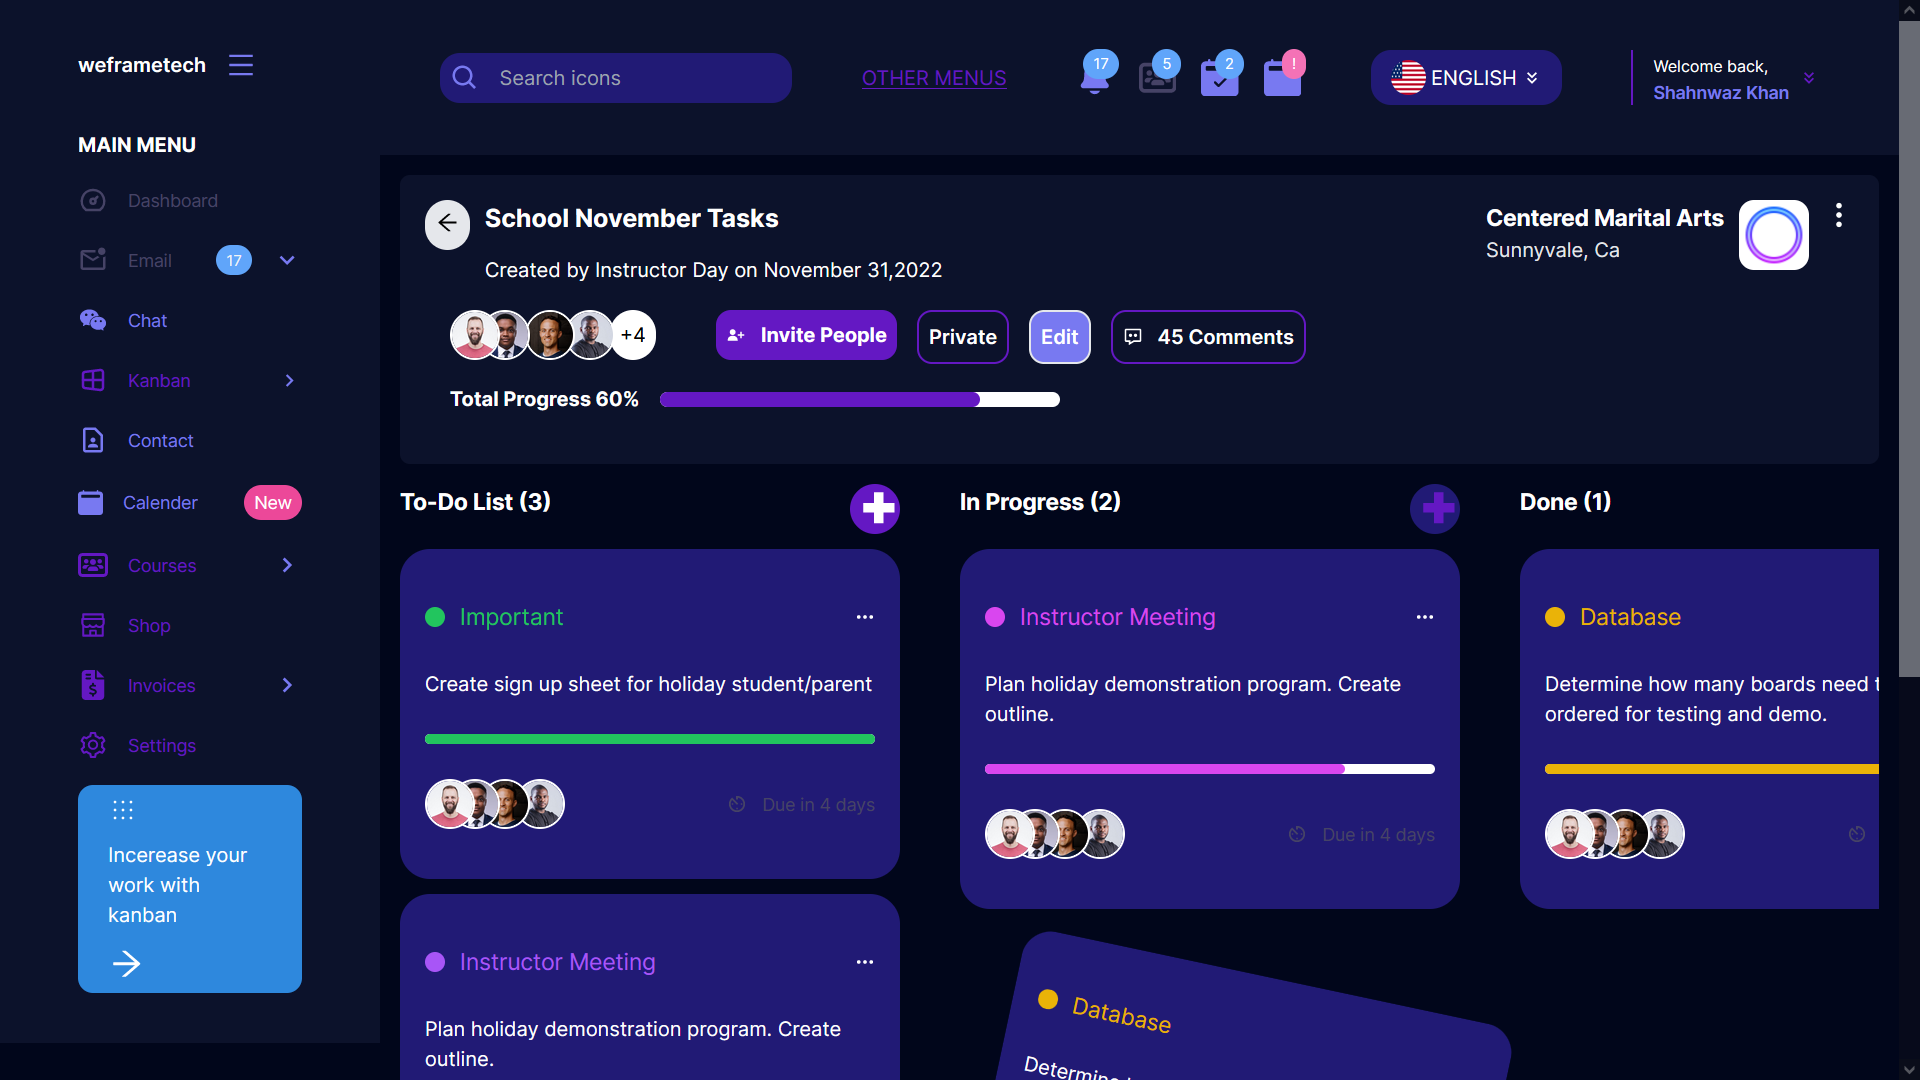 weframetech
Search icons
OTHER MENUS
17
5
2
!
ENGLISH
Welcome back,
Shahnwaz Khan
MAIN MENU
Dashboard
Email
17
Chat
Kanban
Contact
Calender
New
Courses
Shop
Invoices
Settings
Incerease your
work with
kanban
School November Tasks
Created by Instructor Day on November 31,2022
Centered Marital Arts
Sunnyvale, Ca
+4
Invite People
Private
Edit
45 Comments
Total Progress 60%
To-Do List (3)
Important
Create sign up sheet for holiday student/parent
Due in 4 days
Instructor Meeting
Plan holiday demonstration program. Create
outline.
In Progress (2)
Instructor Meeting
Plan holiday demonstration program. Create
outline.
Due in 4 days
Database
Determine
Done (1)
Database
Determine how many boards need
ordered for testing and demo.